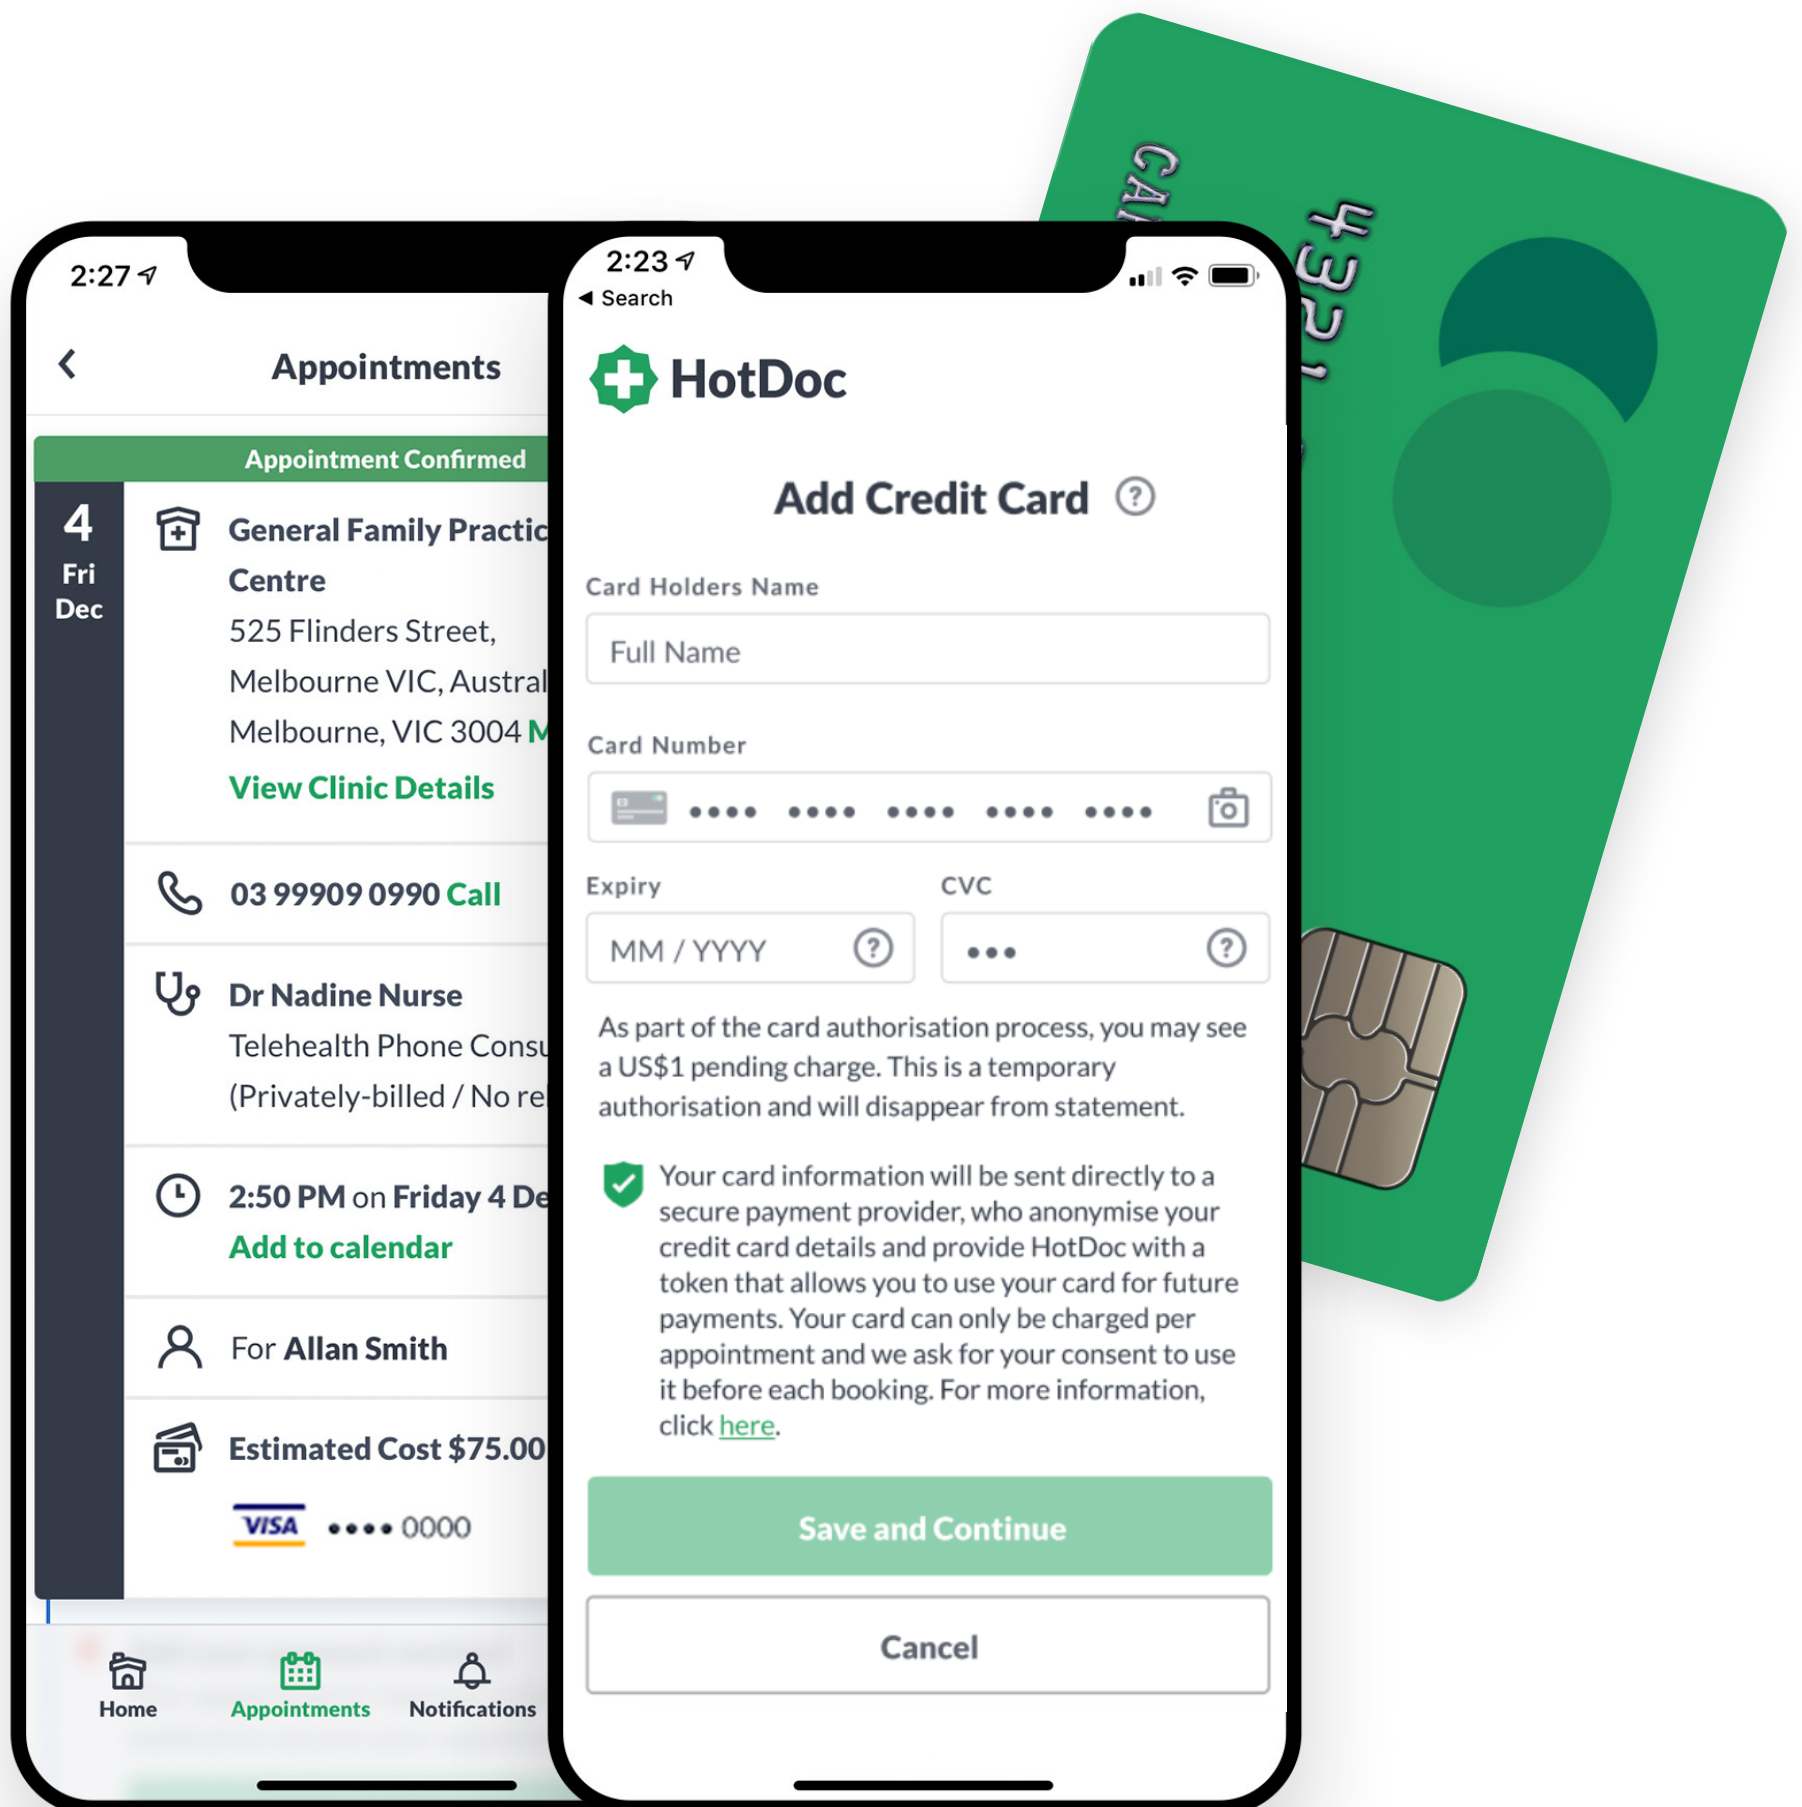 2:27
Appointments
Appointment Confirmed
4
Fri
Dec
General Family Practic
Centre
525 Flinders Street,
Melbourne VIC, Austral
Melbourne, VIC 3004 M
View Clinic Details
03 99909 0990 Call
Dr Nadine Nurse
Telehealth Phone Consu
(Privately-billed / No re
2:50 PM on Friday 4 De
Add to calendar
For Allan Smith
Estimated Cost $75.00
VISA •••• 0000
Home
Appointments
Notifications
2:23
◀ Search
HotDoc
Add Credit Card ?
Card Holders Name
Full Name
Card Number
•••• •••• •••• •••• ••••
Expiry
CVC
MM / YYYY ?
••• ?
As part of the card authorisation process, you may see
a US$1 pending charge. This is a temporary
authorisation and will disappear from statement.
Your card information will be sent directly to a
secure payment provider, who anonymise your
credit card details and provide HotDoc with a
token that allows you to use your card for future
payments. Your card can only be charged per
appointment and we ask for your consent to use
it before each booking. For more information,
click here.
Save and Continue
Cancel
CA
4321